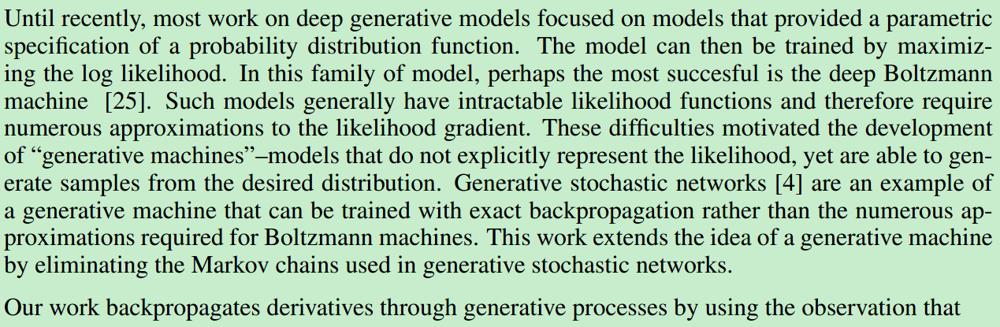 Until recently, most work on deep generative models focused on models that provided a parametric
specification of a probability distribution function. The model can then be trained by maximiz-
ing the log likelihood. In this family of model, perhaps the most succesful is the deep Boltzmann
machine [25]. Such models generally have intractable likelihood functions and therefore require
numerous approximations to the likelihood gradient. These difficulties motivated the development
of “generative machines”–models that do not explicitly represent the likelihood, yet are able to gen-
erate samples from the desired distribution. Generative stochastic networks [4] are an example of
a generative machine that can be trained with exact backpropagation rather than the numerous ap-
proximations required for Boltzmann machines. This work extends the idea of a generative machine
by eliminating the Markov chains used in generative stochastic networks.
Our work backpropagates derivatives through generative processes by using the observation that